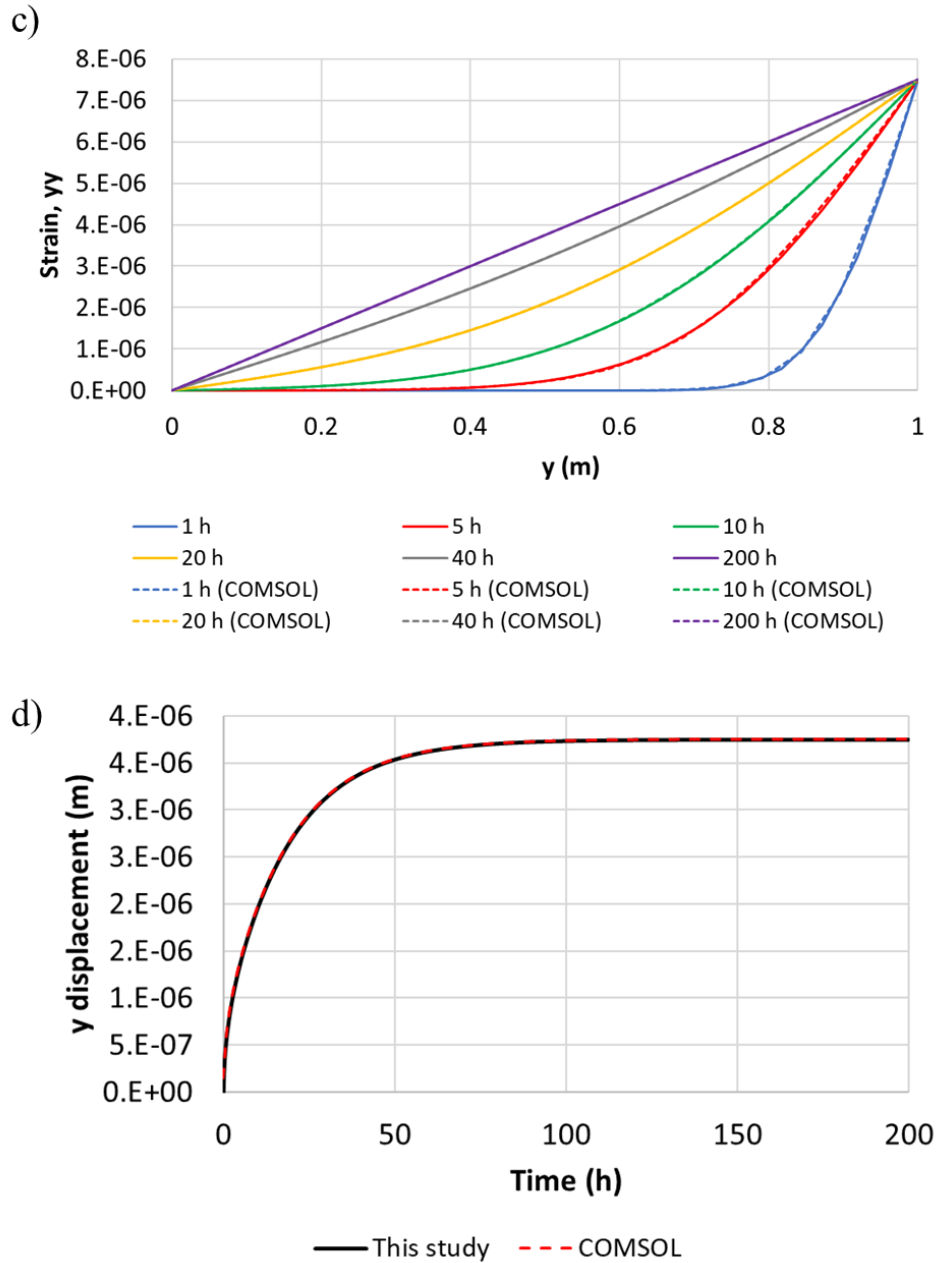 c)
8.E-06
7.E-06
6.E-06
5.E-06
4.E-06
3.E-06
2.E-06
1.E-06
0.E+00
Strain, yy
0 0.2 0.4 0.6 0.8 1
y (m)
1 h 5 h 10 h
20 h 40 h 200 h
1 h (COMSOL) 5 h (COMSOL) 10 h (COMSOL)
20 h (COMSOL) 40 h (COMSOL) 200 h (COMSOL)
d)
4.E-06
4.E-06
3.E-06
3.E-06
2.E-06
2.E-06
1.E-06
5.E-07
0.E+00
y displacement (m)
0 50 100 150 200
Time (h)
This study COMSOL